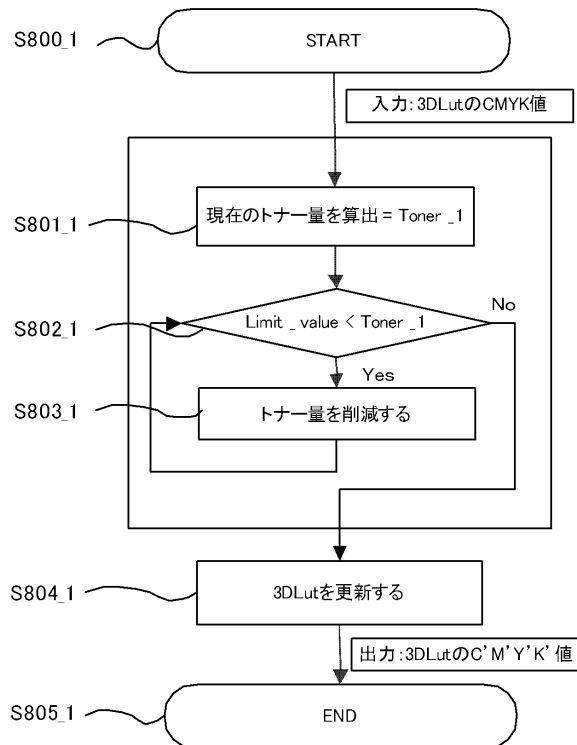 S800_1
START
入力:3DLutのCMYK値
S801_1
現在のトナー量を算出 = Toner _1
S802_1
Limit _ value < Toner _1
No
Yes
S803_1
トナー量を削減する
S804_1
3DLutを更新する
出力:3DLutのC'M'Y'K'値
S805_1
END